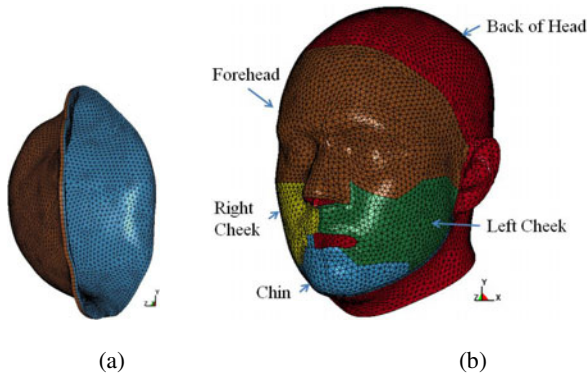 Back of Head
Forehead
Right
Cheek
Left Cheek
Chin
Y
Z
Y
Z
X
(a)
(b)